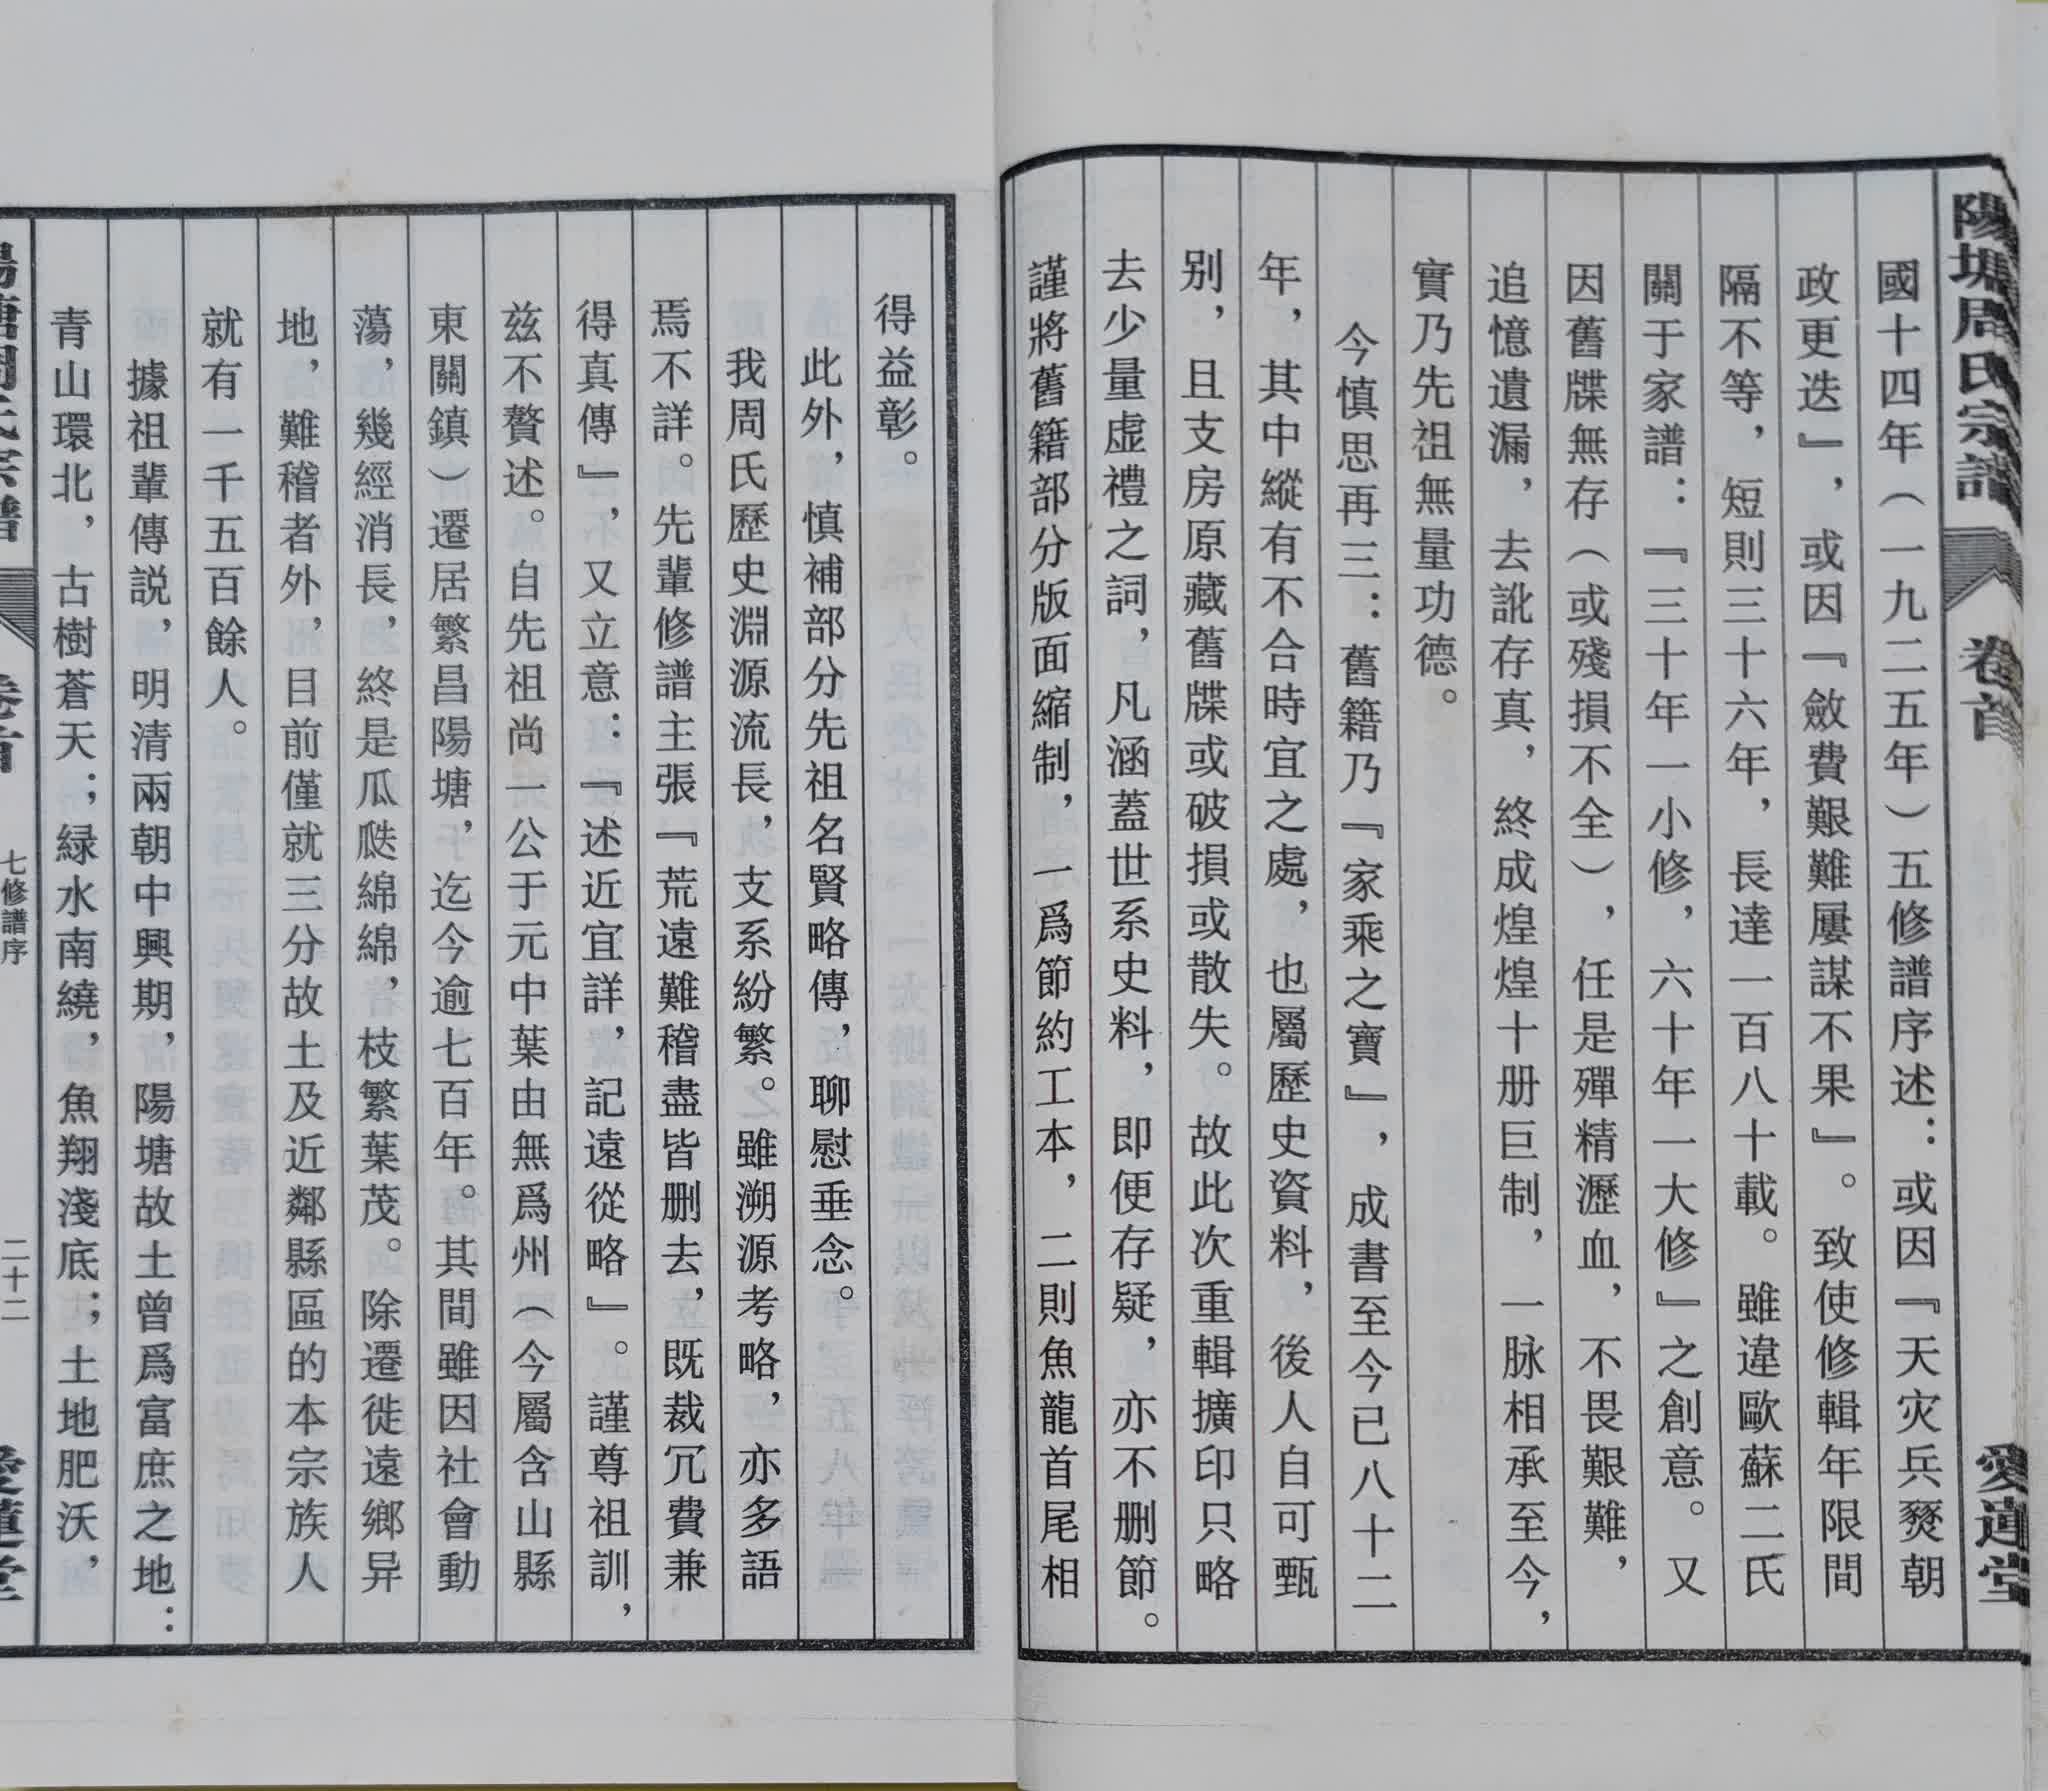 陽塘周氏宗譜 卷首 愛蓮堂
國十四年（一九二五年）五修譜序述：或因『天灾兵燹朝
政更迭』，或因『斂費艱難屢謀不果』。致使修輯年限間
隔不等，短則三十六年，長達一百八十載。雖違歐蘇二氏
關于家譜：『三十年一小修，六十年一大修』之創意。又
因舊牒無存（或殘損不全），任是殫精瀝血，不畏艱難，
追憶遺漏，去訛存真，終成煌煌十册巨制，一脉相承至今，
實乃先祖無量功德。
今慎思再三：舊籍乃『家乘之寶』，成書至今已八十二
年，其中縱有不合時宜之處，也屬歷史資料，後人自可甄
别，且支房原藏舊牒或破損或散失。故此次重輯擴印只略
去少量虛禮之詞，凡涵蓋世系史料，即便存疑，亦不删節。
謹將舊籍部分版面縮制，一爲節約工本，二則魚龍首尾相
得益彰。
此外，慎補部分先祖名賢略傳，聊慰垂念。
我周氏歷史淵源流長，支系紛繁。雖溯源考略，亦多語
焉不詳。先輩修譜主張『荒遠難稽盡皆删去，既裁冗費兼
得真傳』，又立意：『述近宜詳，記遠從略』。謹尊祖訓，
兹不贅述。自先祖尚一公于元中葉由無爲州（今屬含山縣
東關鎮）遷居繁昌陽塘，迄今逾七百年。其間雖因社會動
蕩，幾經消長，終是瓜瓞綿綿，枝繁葉茂。除遷徙遠鄉异
地，難稽者外，目前僅就三分故土及近鄰縣區的本宗族人
就有一千五百餘人。
據祖輩傳説，明清兩朝中興期，陽塘故土曾爲富庶之地：
青山環北，古樹蒼天；緑水南繞，魚翔淺底；土地肥沃，
陽塘周氏宗譜 卷首 七修譜序 二十二 愛蓮堂